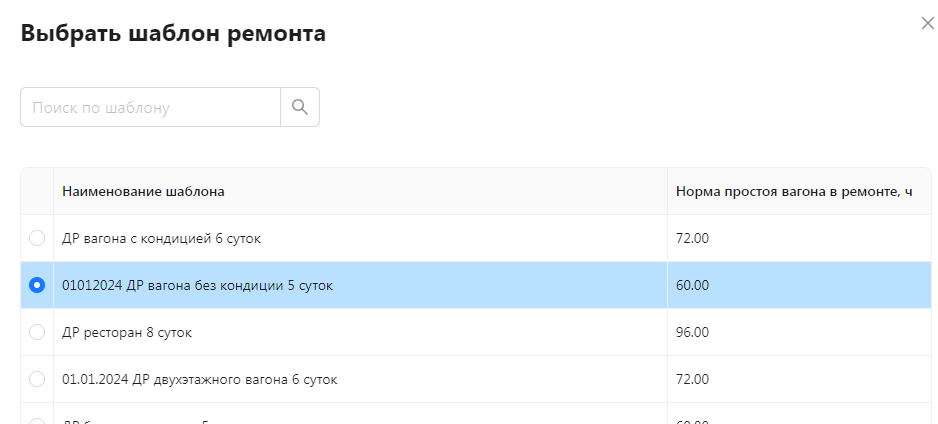 Выбрать шаблон ремонта
Поиск по шаблону
Наименование шаблона Норма простоя вагона в ремонте, ч
ДР вагона с кондицией 6 суток 72.00
01012024 ДР вагона без кондиции 5 суток 60.00
ДР ресторан 8 суток 96.00
01.01.2024 ДР двухэтажного вагона 6 суток 72.00